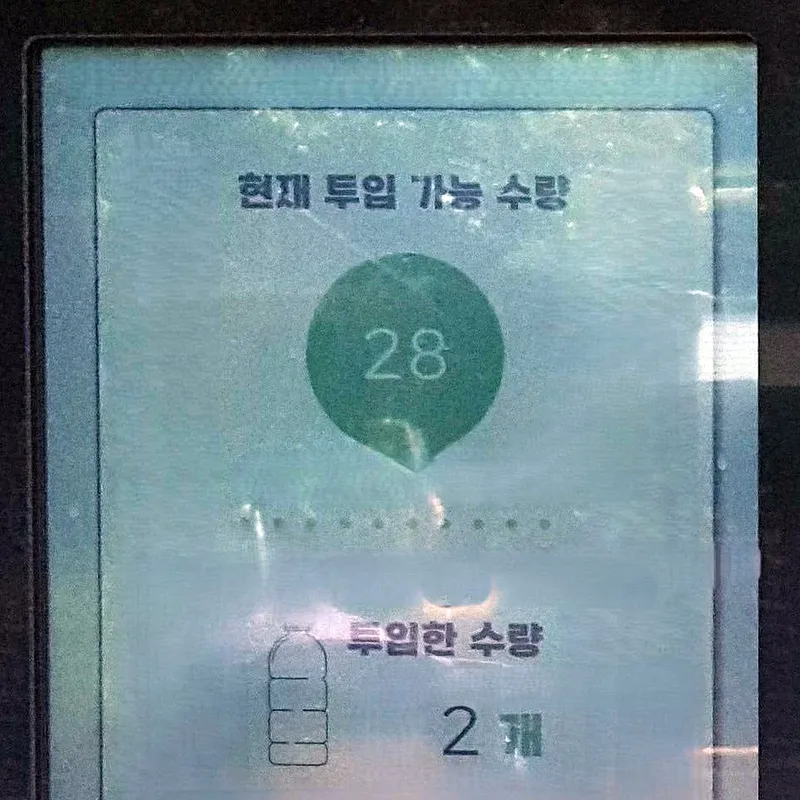 현재 투입 가능 수량
28
투입한 수량
2 개